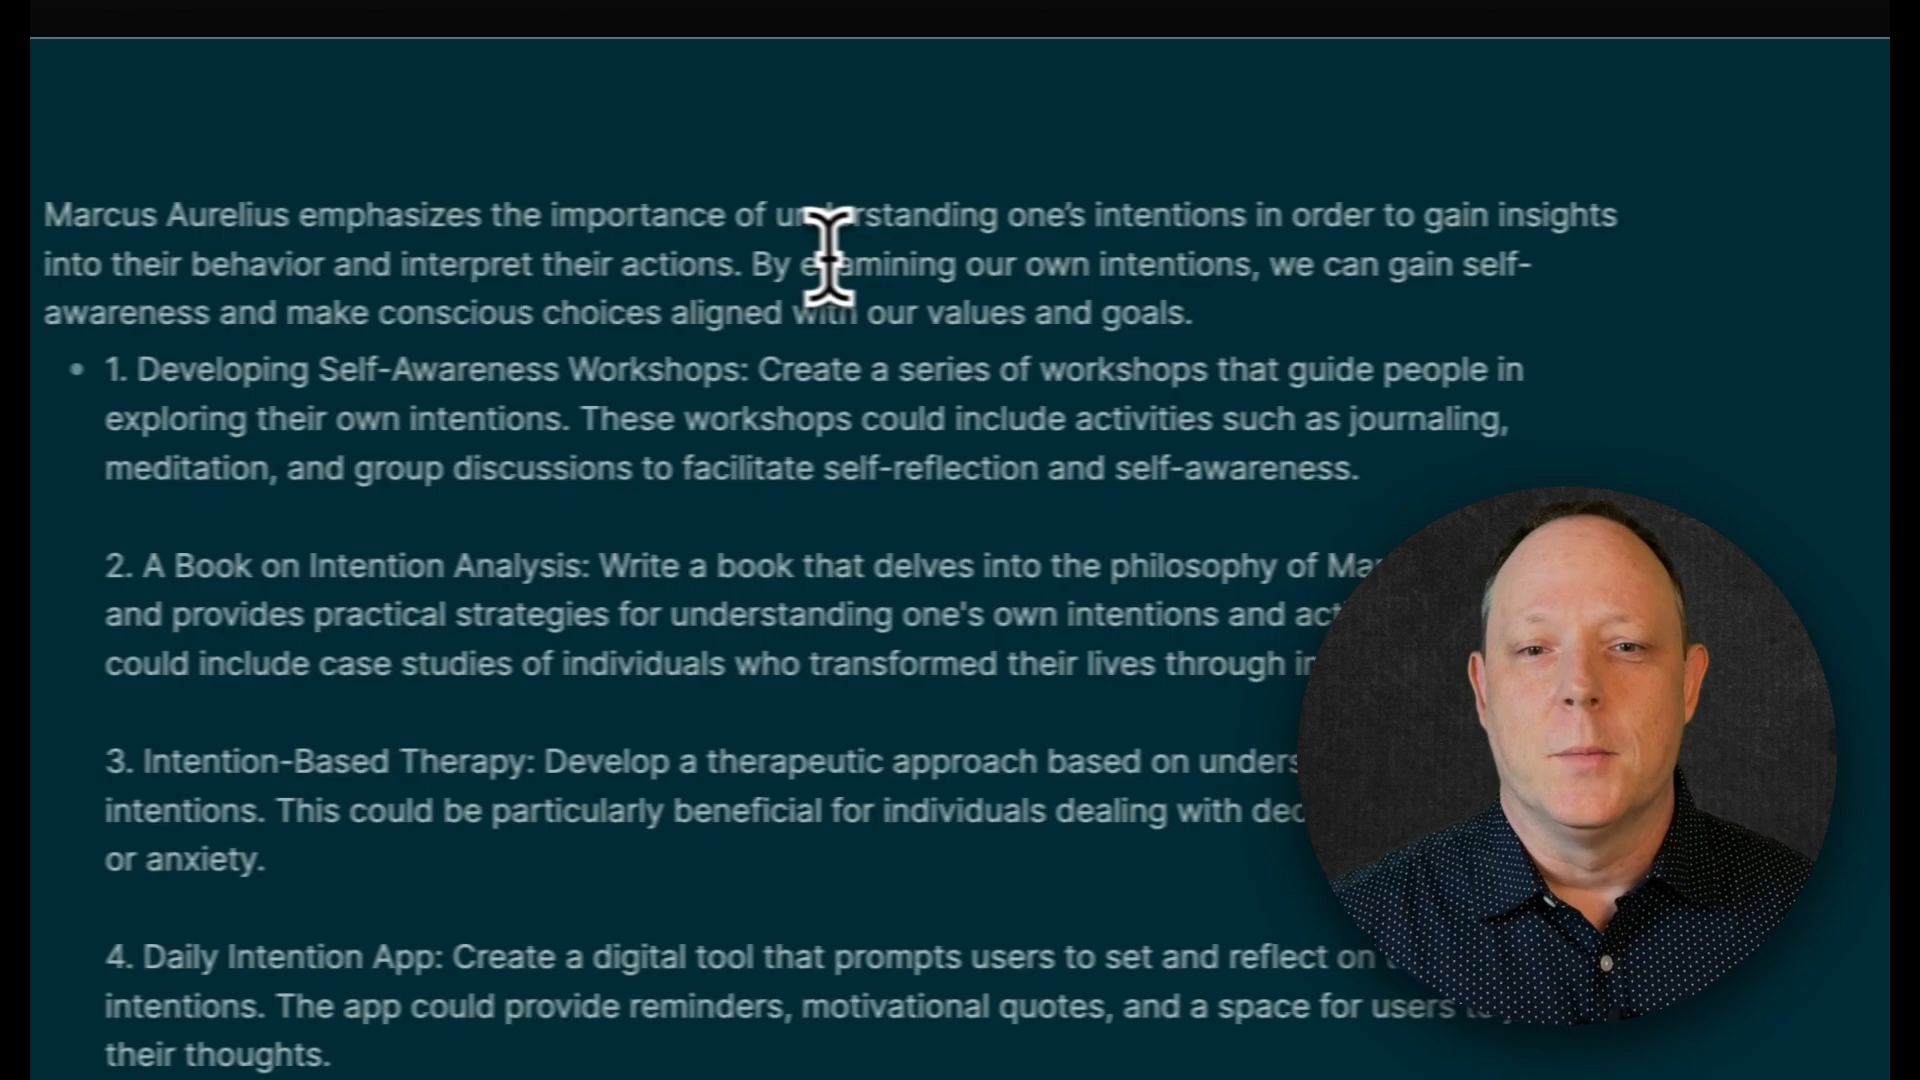 Marcus Aurelius emphasizes the importance of understanding one's intentions in order to gain insights
into their behavior and interpret their actions. By examining our own intentions, we can gain self-
awareness and make conscious choices aligned with our values and goals.
• 1. Developing Self-Awareness Workshops: Create a series of workshops that guide people in
exploring their own intentions. These workshops could include activities such as journaling,
meditation, and group discussions to facilitate self-reflection and self-awareness.
2. A Book on Intention Analysis: Write a book that delves into the philosophy of
and provides practical strategies for understanding one's own intentions and
could include case studies of individuals who transformed their lives through
3. Intention-Based Therapy: Develop a therapeutic approach based on
intentions. This could be particularly beneficial for individuals dealing with
or anxiety.
4. Daily Intention App: Create a digital tool that prompts users to set and reflect on
intentions. The app could provide reminders, motivational quotes, and a space for users
their thoughts.